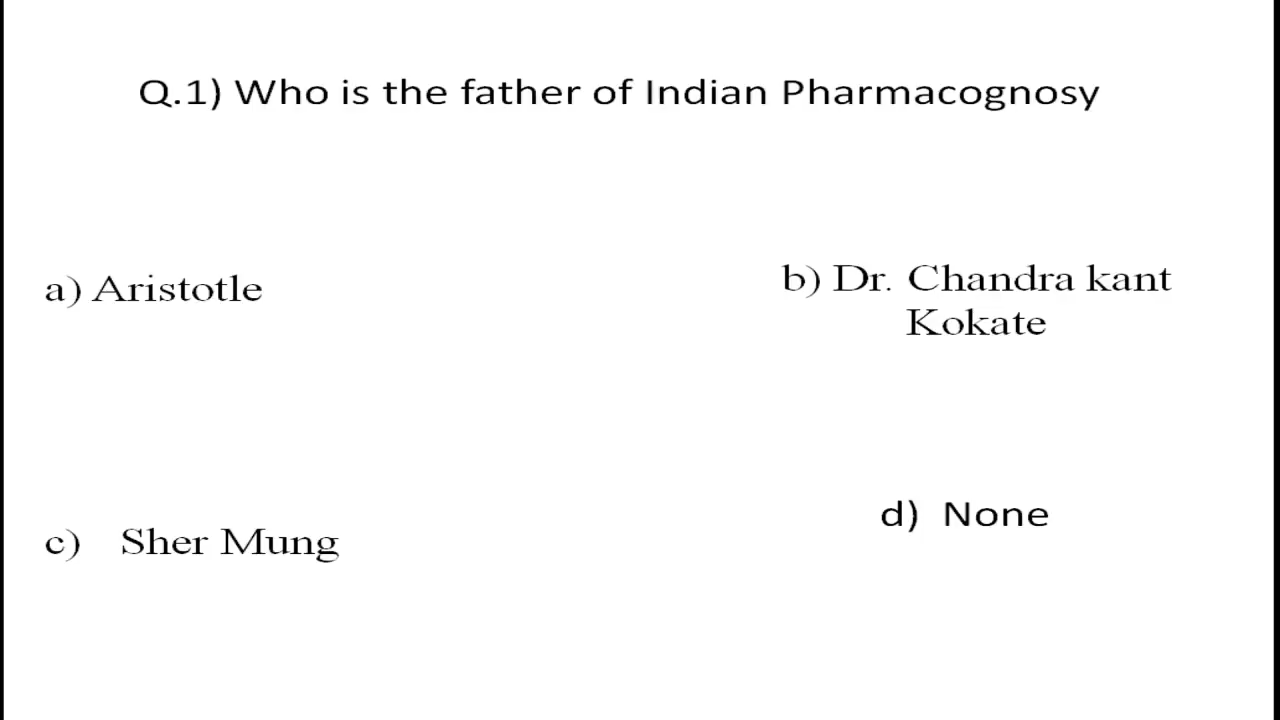 Q.1) Who is the father of Indian Pharmacognosy
a) Aristotle
b) Dr. Chandra kant
Kokate
c) Sher Mung
d) None